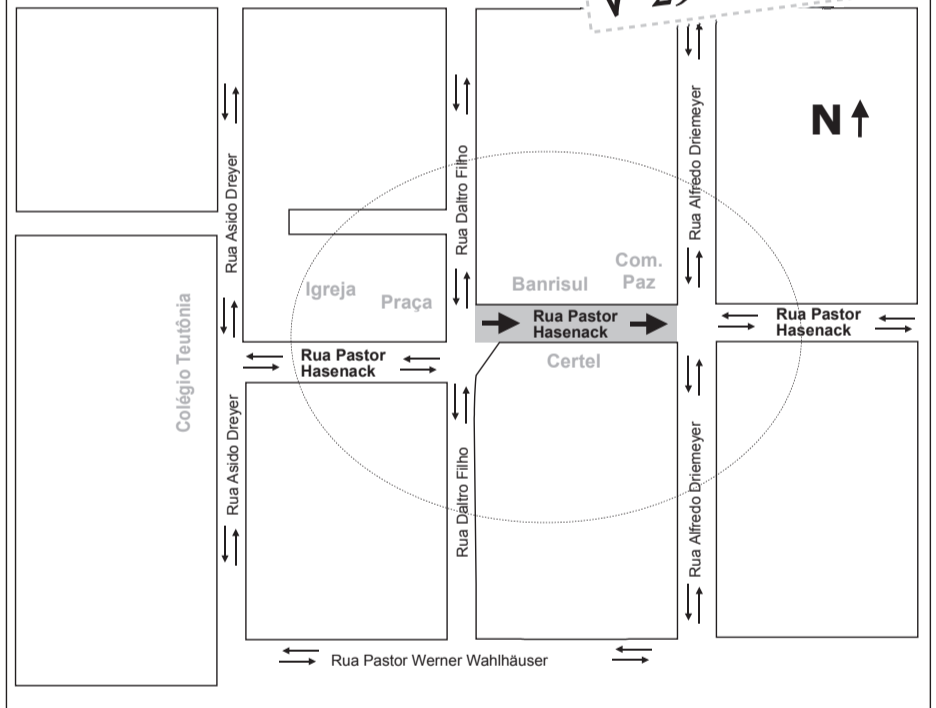 Rua Asido Dreyer
Rua Daltro Filho
Rua Alfredo Driemeyer
N
Colégio Teutônia
Igreja
Praça
Banrisul
Com.
Paz
Rua Pastor
Hasenack
Rua Pastor
Hasenack
Rua Pastor
Hasenack
Certel
Rua Asido Dreyer
Rua Daltro Filho
Rua Alfredo Driemeyer
Rua Pastor Werner Wahlhäuser